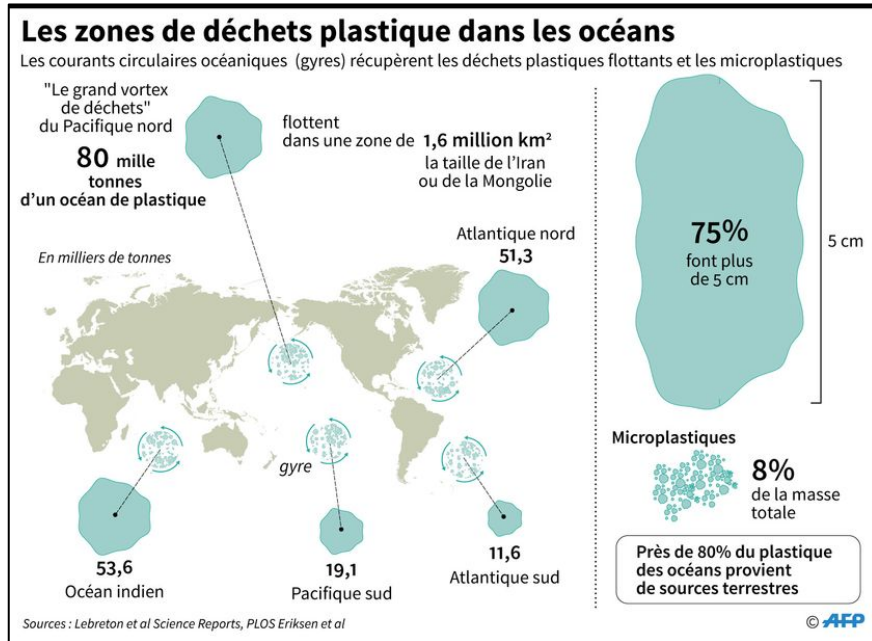 Les zones de déchets plastique dans les océans
Les courants circulaires océaniques (gyres) récupèrent les déchets plastiques flottants et les microplastiques
"Le grand vortex
de déchets"
du Pacifique nord
80 mille
tonnes
d'un océan de plastique
flottent
dans une zone de 1,6 million km²
la taille de l'Iran
ou de la Mongolie
En milliers de tonnes
Atlantique nord
51,3
gyre
53,6
Océan indien
19,1
Pacifique sud
11,6
Atlantique sud
75%
font plus
de 5 cm
5 cm
Microplastiques
8%
de la masse
totale
Près de 80% du plastique
des océans provient
de sources terrestres
Sources : Lebreton et al Science Reports, PLOS Eriksen et al
© AFP